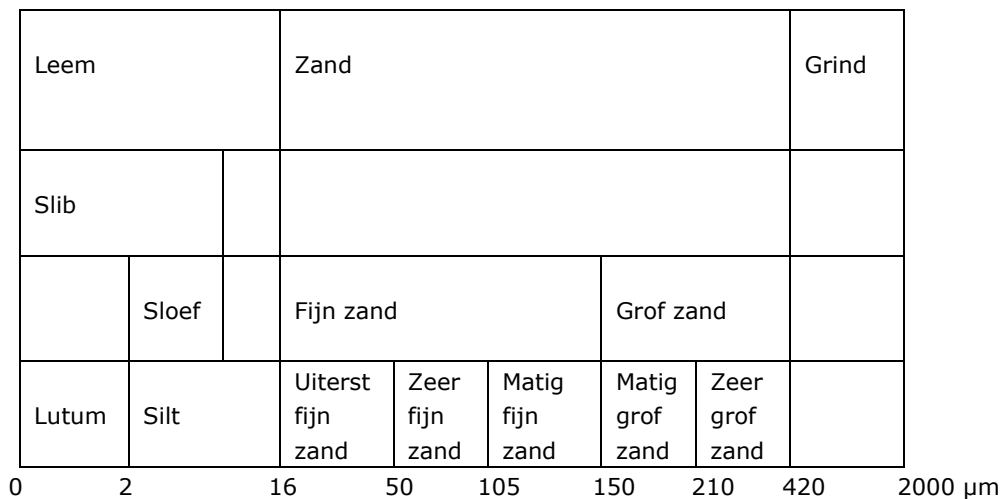 Leem Zand Grind
Slib
Sloef Fijn zand Grof zand
Lutum Silt Uiterst fijn zand Zeer fijn zand Matig fijn zand Matig grof zand Zeer grof zand
0 2 16 50 105 150 210 420 2000 µm